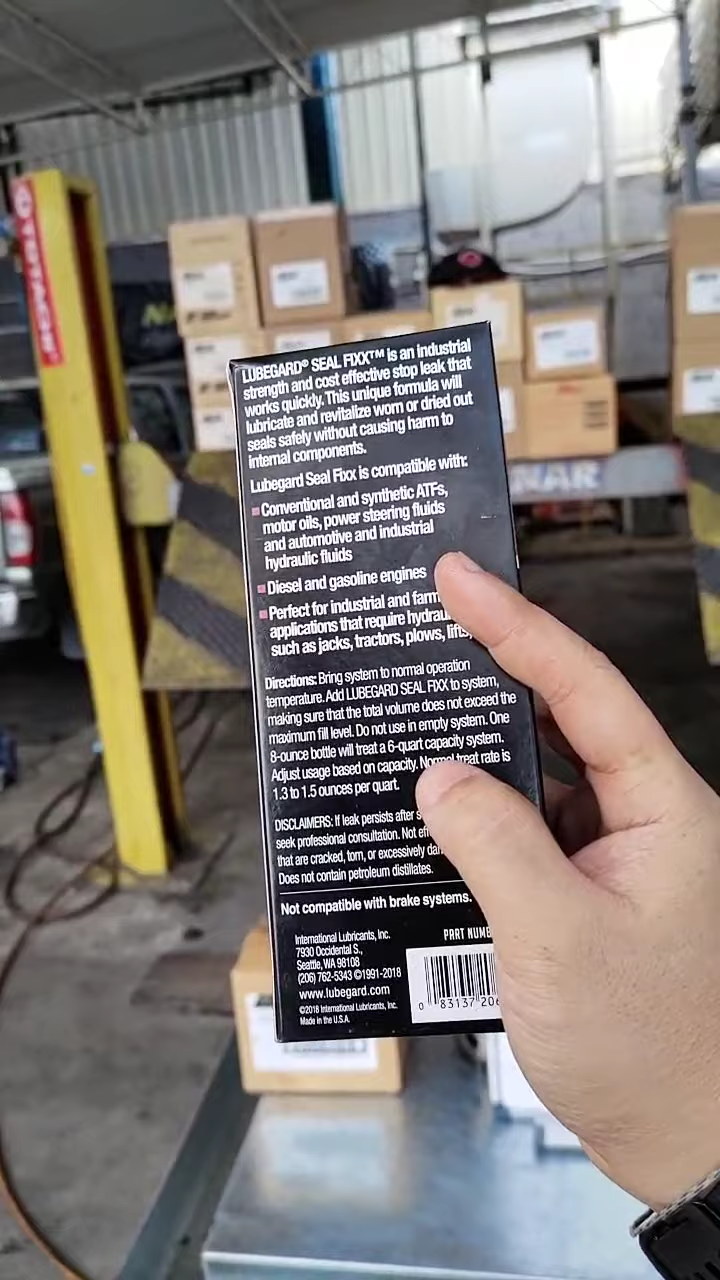 LUBEGARD® SEAL FIXX™ is an industrial
strength and cost effective stop leak that
works quickly. This unique formula will
lubricate and revitalize worn or dried out
seals safely without causing harm to
internal components.
Lubegard Seal Fixx is compatible with:
Conventional and synthetic ATFs,
motor oils, power steering fluids
and automotive and industrial
hydraulic fluids
Diesel and gasoline engines
Perfect for industrial and farm
applications that require
such as jacks, tractors, plows, lifts,
Directions: Bring system to normal operation
temperature. Add LUBEGARD SEAL FIXX to system,
making sure that the total volume does not exceed the
maximum fill level. Do not use in empty system. One
8-ounce bottle will treat a 6-quart capacity system.
Adjust usage based on capacity. Normal treat rate is
1.3 to 1.5 ounces per quart.
DISCLAIMERS: If leak persists after
seek professional consultation. Not
that are cracked, torn, or excessively
Does not contain petroleum distillates.
Not compatible with brake systems.
International Lubricants, Inc.
7930 Occidental S.,
Seattle, WA 98108
(206) 762-5343 ©1991-2018
www.lubegard.com
©2018 International Lubricants, Inc.
Made in the U.S.A.
PART
0 83137 20